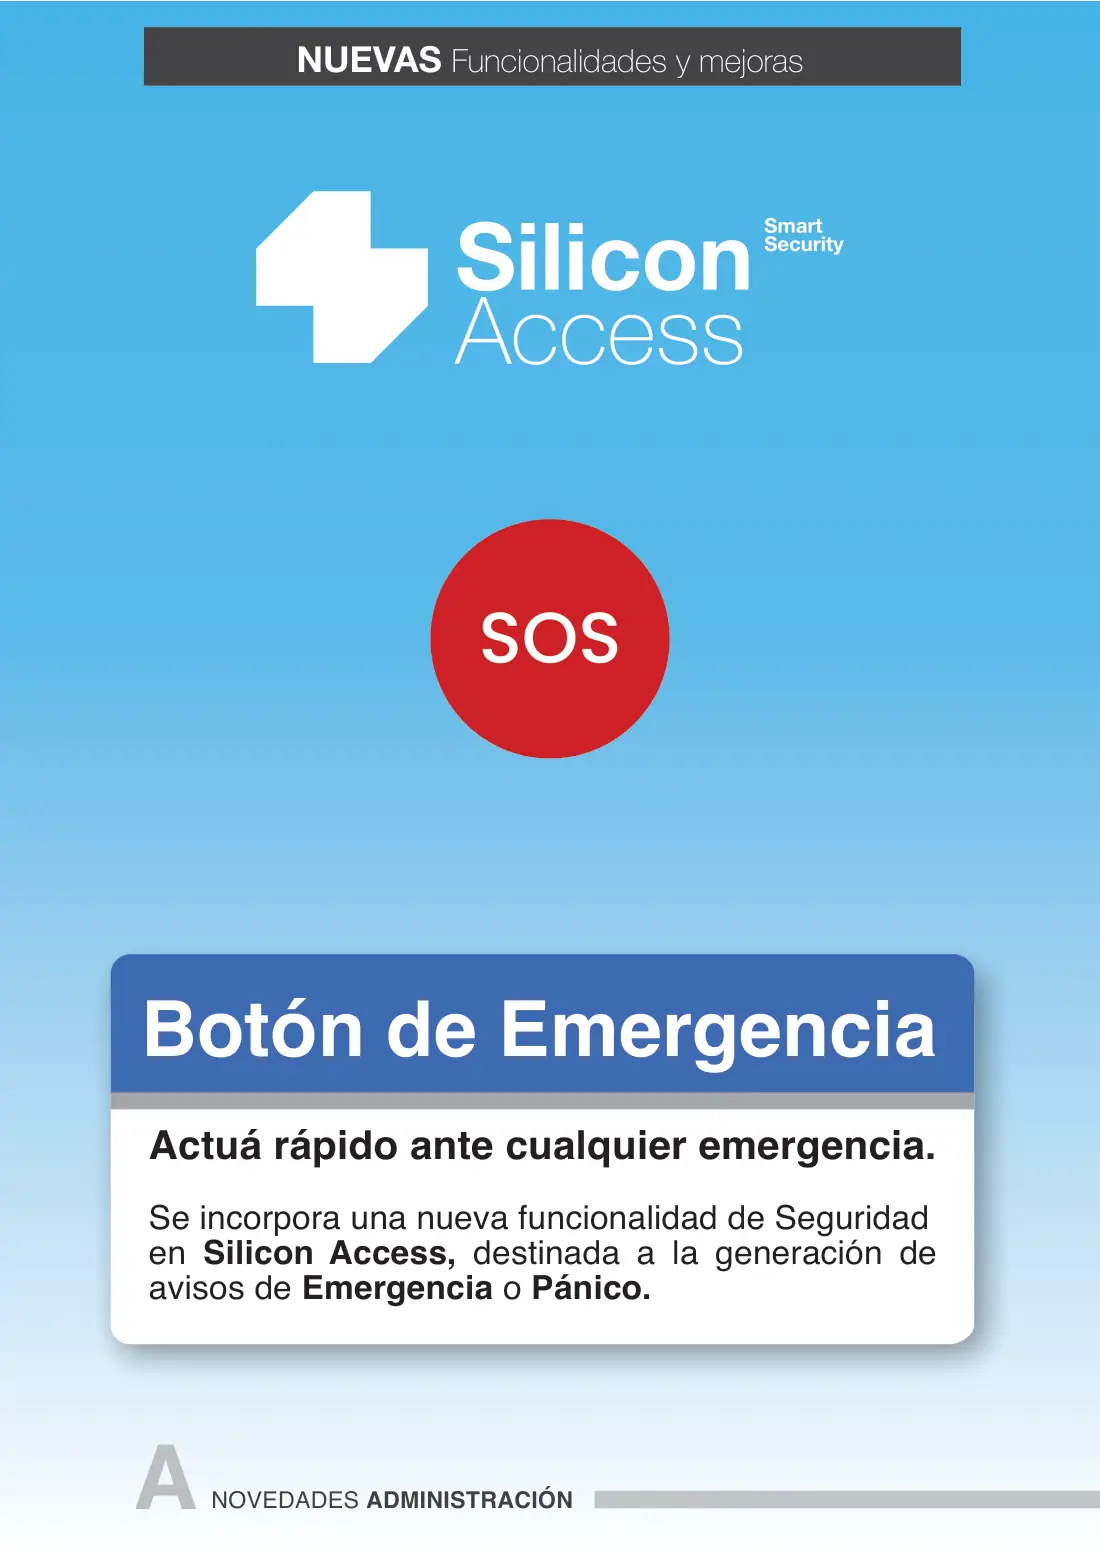 NUEVAS Funcionalidades y mejoras
Silicon
Access
Smart
Security
SOS
Botón de Emergencia
Actuá rápido ante cualquier emergencia.
Se incorpora una nueva funcionalidad de Seguridad
en Silicon Access, destinada a la generación de
avisos de Emergencia o Pánico.
A NOVEDADES ADMINISTRACIÓN